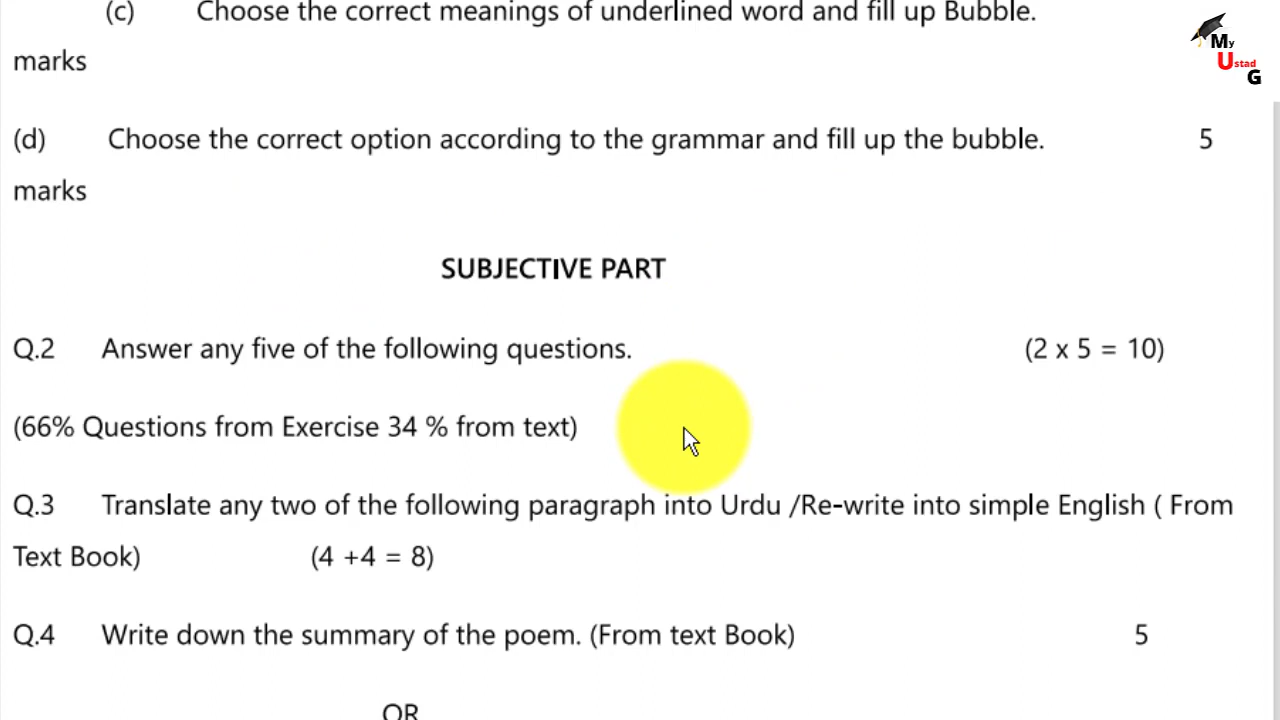 (c) Choose the correct meanings of underlined word and fill up Bubble.
marks
My Ustad G
(d) Choose the correct option according to the grammar and fill up the bubble. 5
marks
SUBJECTIVE PART
Q.2 Answer any five of the following questions. (2 x 5 = 10)
(66% Questions from Exercise 34 % from text)
Q.3 Translate any two of the following paragraph into Urdu /Re-write into simple English ( From
Text Book) (4 +4 = 8)
Q.4 Write down the summary of the poem. (From text Book) 5
OR